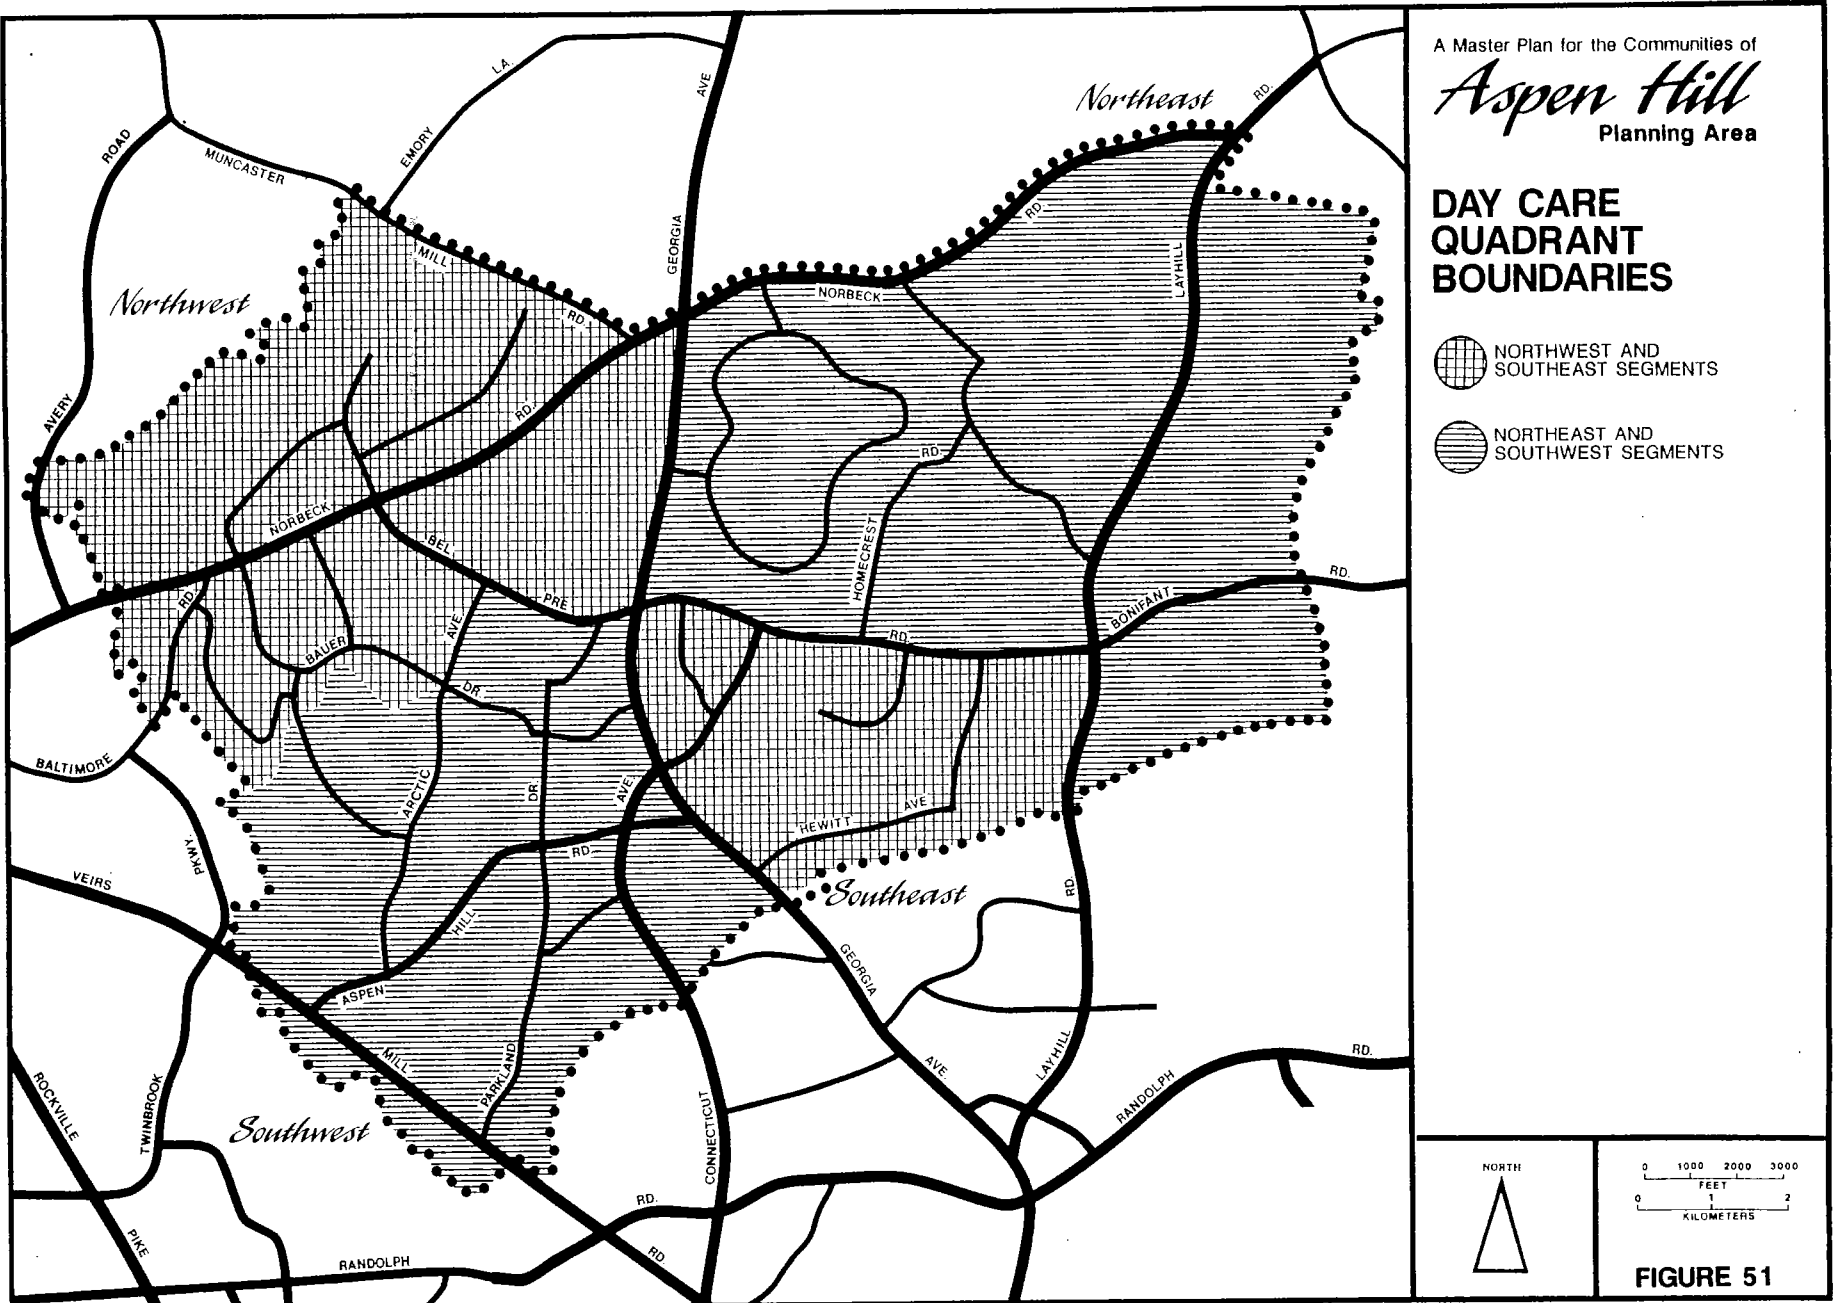 A Master Plan for the Communities of
Aspen Hill
Planning Area
DAY CARE
QUADRANT
BOUNDARIES
NORTHWEST AND
SOUTHEAST SEGMENTS
NORTHEAST AND
SOUTHWEST SEGMENTS
NORTH
0 1000 2000 3000
FEET
0 1 2
KILOMETERS
FIGURE 51
Northeast
Northwest
Southeast
Southwest
ROAD
MUNCASTER
EMORY
LA.
AVE
RD.
GEORGIA
MILL
RD.
NORBECK
RD.
LAYHILL
AVERY
RD.
RD.
NORBECK
BEL
PRE
HOMECREST
RD.
BONIFANT
RD.
RD.
AVE
BAUER
DR
BALTIMORE
ARCTIC
DR.
AVE.
HEWITT
AVE
PKWY.
VEIRS
RD.
HILL
ASPEN
RD.
GEORGIA
MILL
PARKLAND
AVE.
LAYHILL
RANDOLPH
RD.
ROCKVILLE
TWINBROOK
CONNECTICUT
PIKE
RD.
RANDOLPH
RD.